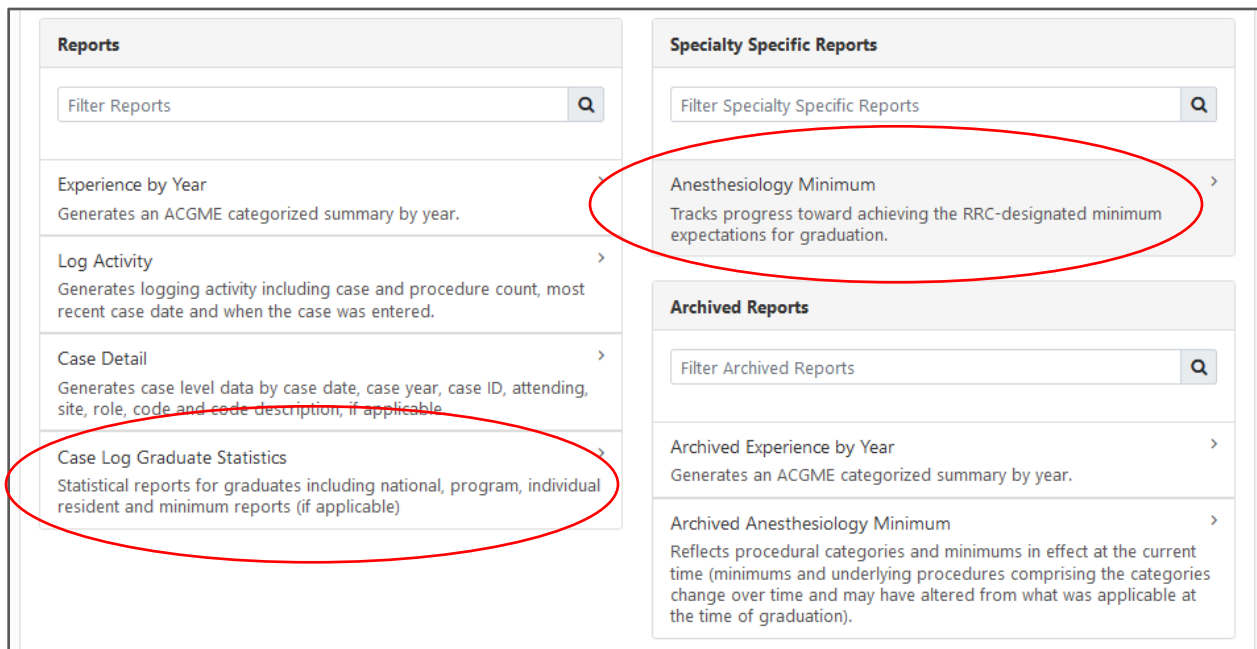 Reports
Filter Reports
Experience by Year
Generates an ACGME categorized summary by year.
Log Activity
Generates logging activity including case and procedure count, most
recent case date and when the case was entered.
Case Detail
Generates case level data by case date, case year, case ID, attending,
site, role, code and code description, if applicable
Case Log Graduate Statistics
Statistical reports for graduates including national, program, individual
resident and minimum reports (if applicable)
Specialty Specific Reports
Filter Specialty Specific Reports
Anesthesiology Minimum
Tracks progress toward achieving the RRC-designated minimum
expectations for graduation.
Archived Reports
Filter Archived Reports
Archived Experience by Year
Generates an ACGME categorized summary by year.
Archived Anesthesiology Minimum
Reflects procedural categories and minimums in effect at the current
time (minimums and underlying procedures comprising the categories
change over time and may have altered from what was applicable at
the time of graduation).